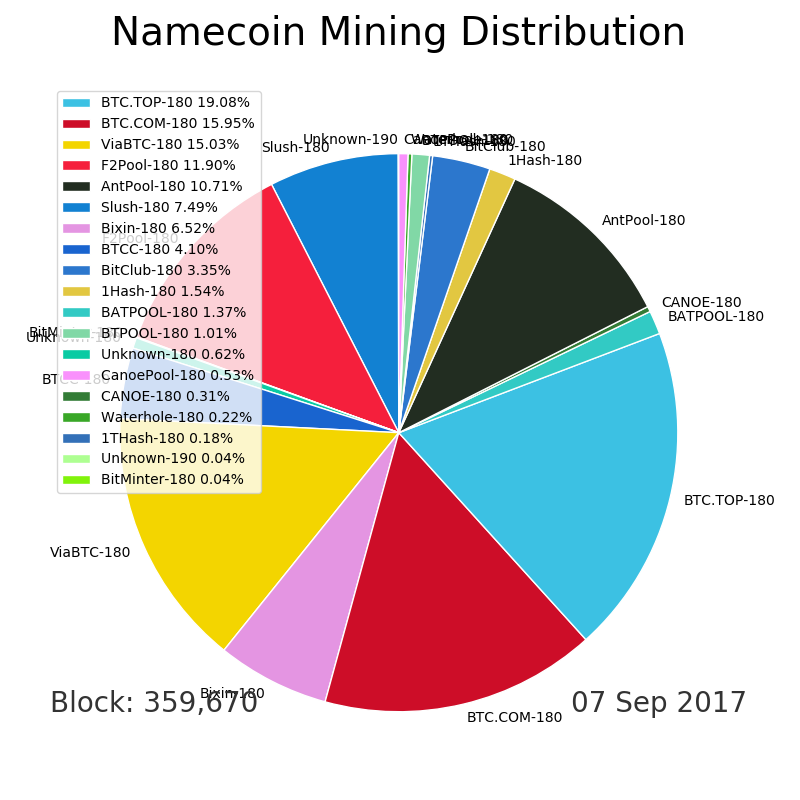 Namecoin Mining Distribution
BTC.TOP-180 19.08%
BTC.COM-180 15.95%
ViaBTC-180 15.03%
F2Pool-180 11.90%
AntPool-180 10.71%
Slush-180 7.49%
Bixin-180 6.52%
BTCC-180 4.10%
BitClub-180 3.35%
1Hash-180 1.54%
BATPOOL-180 1.37%
BTPOOL-180 1.01%
Unknown-180 0.62%
CanoePool-180 0.53%
CANOE-180 0.31%
Waterhole-180 0.22%
1THash-180 0.18%
Unknown-190 0.04%
BitMinter-180 0.04%
Unknown-190
Slush-180
BitClub-180
1Hash-180
AntPool-180
F2Pool-180
CANOE-180
BATPOOL-180
BTCC-180
BTC.TOP-180
ViaBTC-180
Bixin-180
BTC.COM-180
Block: 359,670
07 Sep 2017